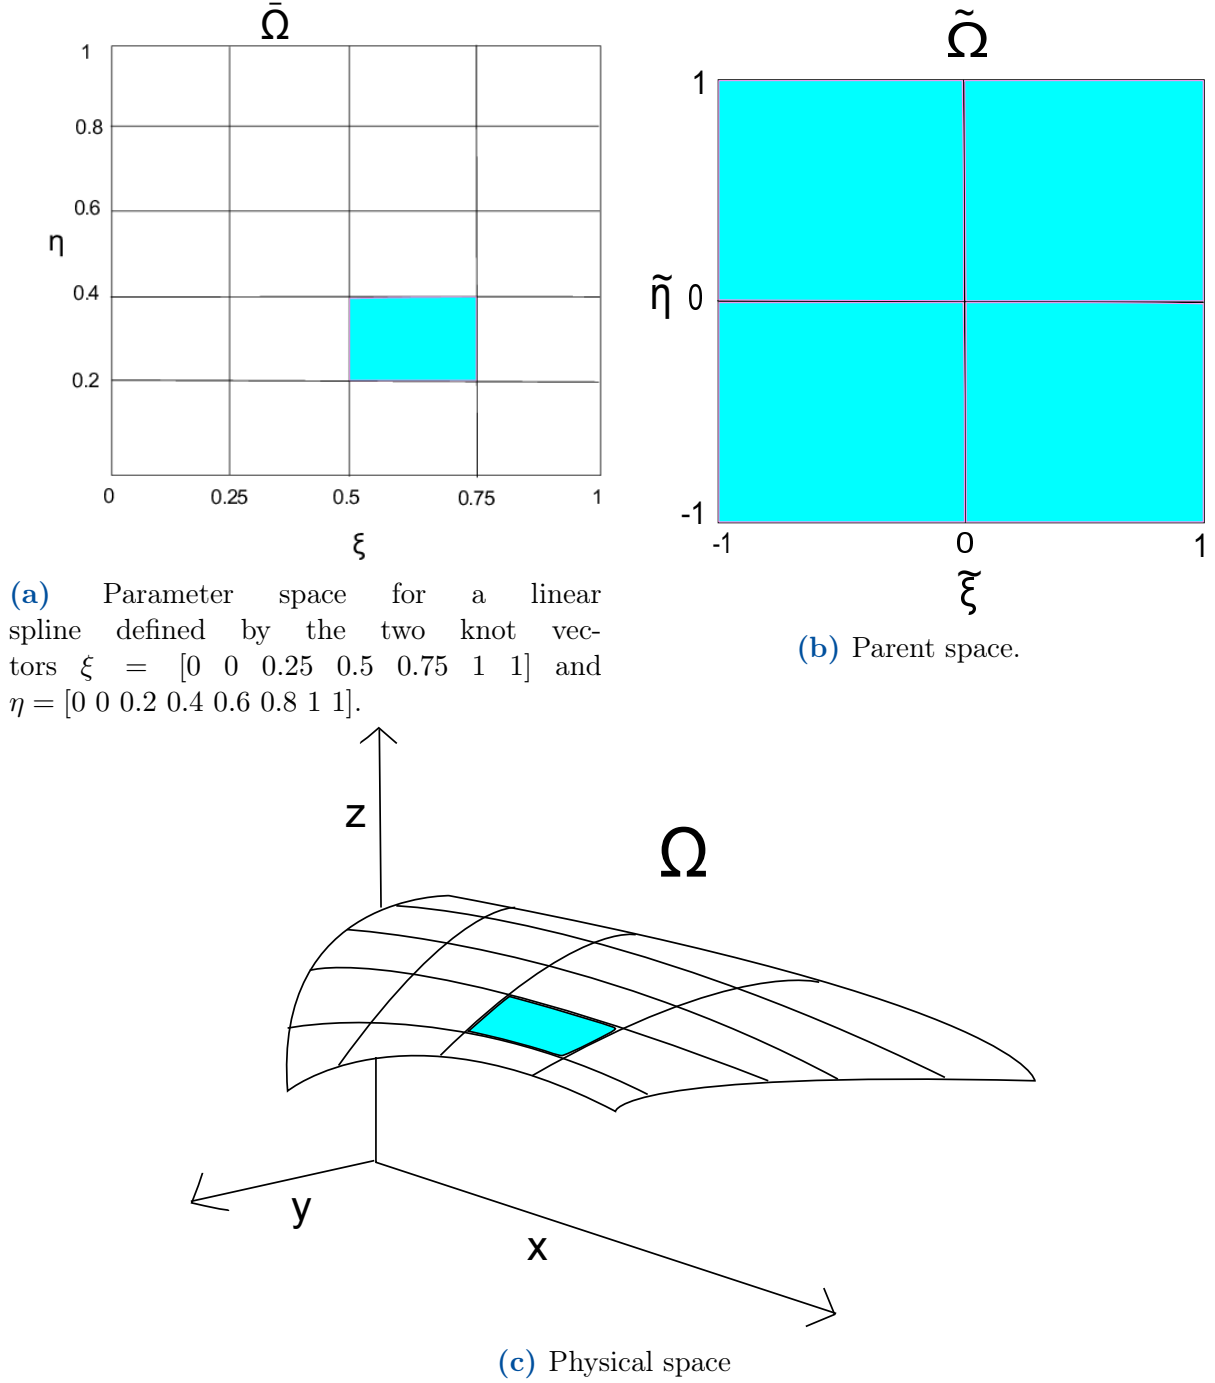 Ω̄
1
0.8
0.6
η
0.4
0.2
0 0.25 0.5 0.75 1
ξ
(a) Parameter space for a linear
spline defined by the two knot vec-
tors ξ = [0 0 0.25 0.5 0.75 1 1] and
η = [0 0 0.2 0.4 0.6 0.8 1 1].
Ω̃
1
η̃ 0
-1
-1 0 1
ξ̃
(b) Parent space.
z
Ω
y
x
(c) Physical space